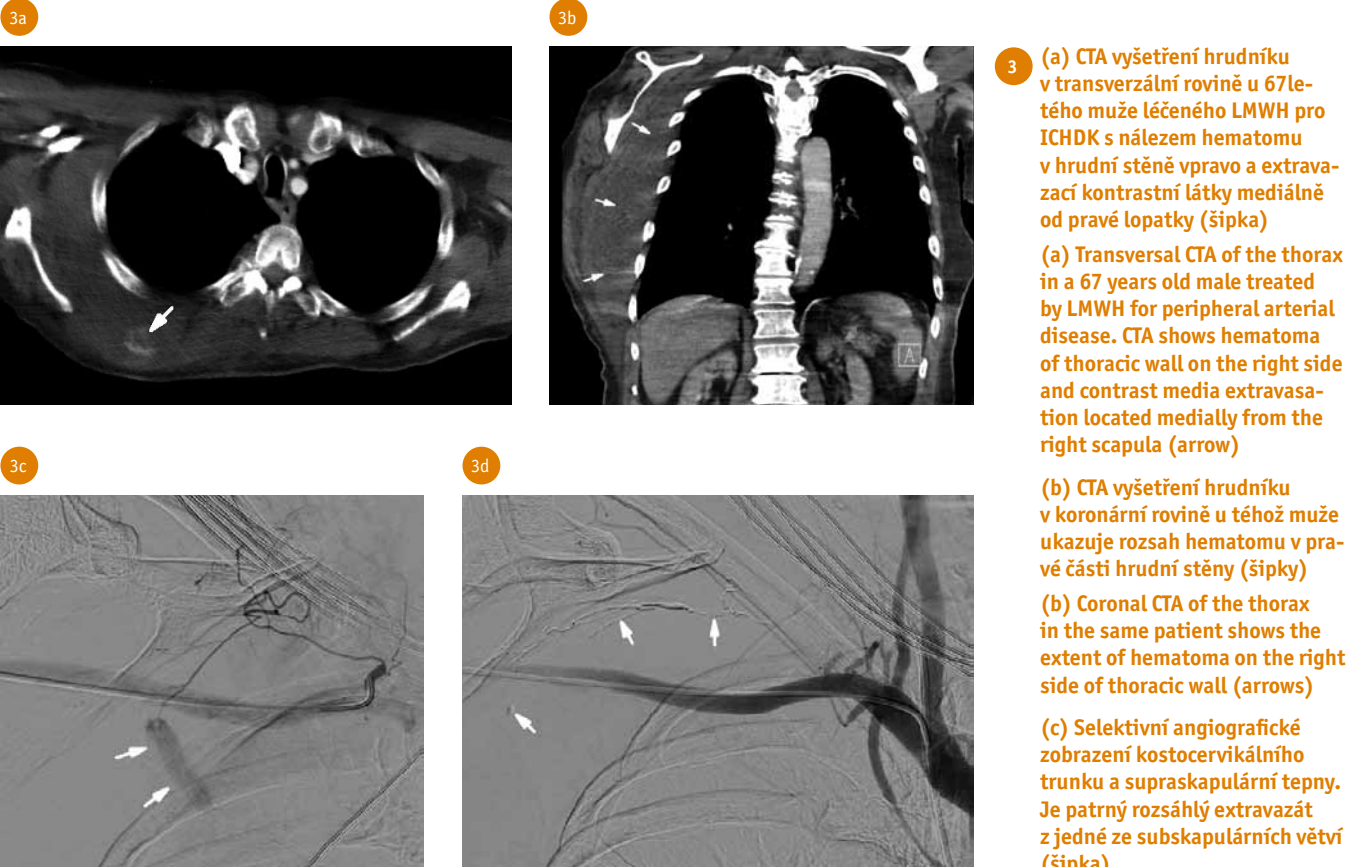 3a
3b
3
(a) CTA vyšetření hrudníku
v transverzální rovině u 67le-
tého muže léčeného LMWH pro
ICHDK s nálezem hematomu
v hrudní stěně vpravo a extrava-
zací kontrastní látky mediálně
od pravé lopatky (šipka)
(a) Transversal CTA of the thorax
in a 67 years old male treated
by LMWH for peripheral arterial
disease. CTA shows hematoma
of thoracic wall on the right side
and contrast media extravasa-
tion located medially from the
right scapula (arrow)
A
3c
3d
(b) CTA vyšetření hrudníku
v koronární rovině u téhož muže
ukazuje rozsah hematomu v pra-
vé části hrudní stěny (šipky)
(b) Coronal CTA of the thorax
in the same patient shows the
extent of hematoma on the right
side of thoracic wall (arrows)
(c) Selektivní angiografické
zobrazení kostocervikálního
trunku a supraskapulární tepny.
Je patrný rozsáhlý extravazát
z jedné ze subskapulárních větví
(šipka)